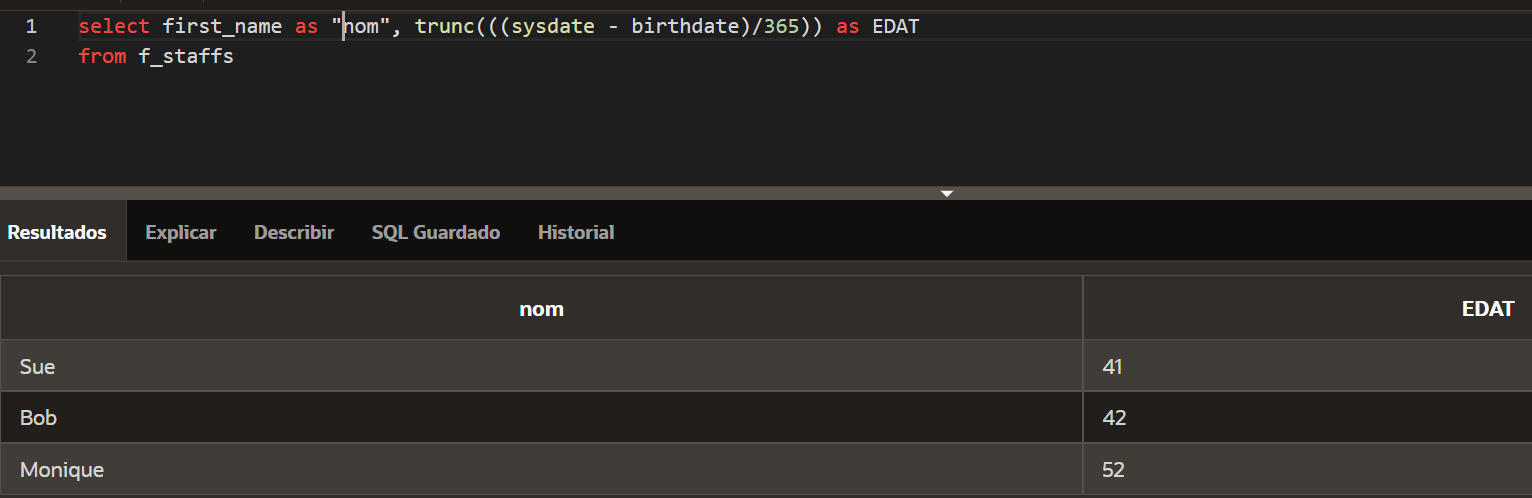 1 select first_name as "nom", trunc(((sysdate - birthdate)/365)) as EDAT
2 from f_staffs
Resultados Explicar Describir SQL Guardado Historial
nom EDAT
Sue 41
Bob 42
Monique 52